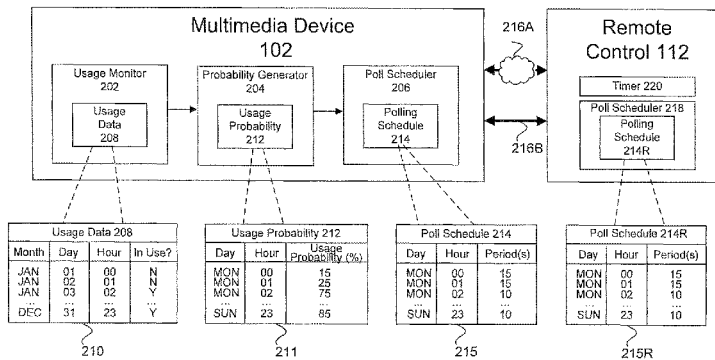 Multimedia Device
102
216A
Remote
Control 112
Usage Monitor
202
Usage
Data
208
Probability Generator
204
Usage
Probability
212
Poll Scheduler
206
Polling
Schedule
214
216B
Timer 220
Poll Scheduler 218
Polling
Schedule
214R
Usage Data 208
Month Day Hour In Use?
JAN 01 00 N
JAN 02 01 N
JAN 03 02 Y
... ... ... ...
DEC 31 23 Y
210
Usage Probability 212
Day Hour Usage Probability (%)
MON 00 15
MON 01 25
MON 02 75
... ... ...
SUN 23 85
211
Poll Schedule 214
Day Hour Period(s)
MON 00 15
MON 01 15
MON 02 10
... ... ...
SUN 23 10
215
Poll Schedule 214R
Day Hour Period(s)
MON 00 15
MON 01 15
MON 02 10
... ... ...
SUN 23 10
215R